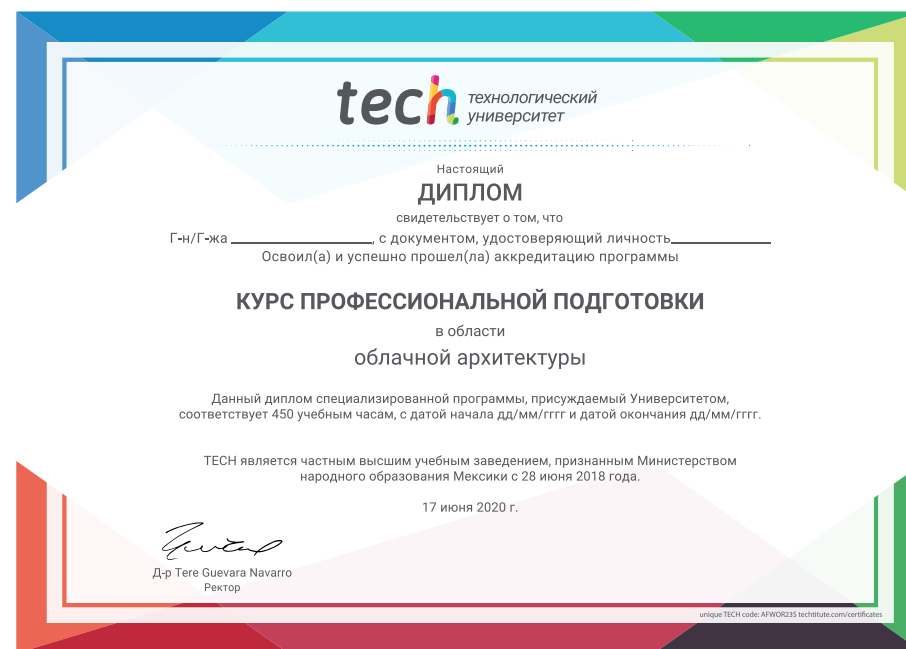 tech технологический
университет
Настоящий
ДИПЛОМ
свидетельствует о том, что
Г-н/Г-жа ____________________, с документом, удостоверяющий личность______________
Освоил(а) и успешно прошел(ла) аккредитацию программы
КУРС ПРОФЕССИОНАЛЬНОЙ ПОДГОТОВКИ
в области
облачной архитектуры
Данный диплом специализированной программы, присуждаемый Университетом,
соответствует 450 учебным часам, с датой начала дд/мм/гггг и датой окончания дд/мм/гггг.
TECH является частным высшим учебным заведением, признанным Министерством
народного образования Мексики с 28 июня 2018 года.
17 июня 2020 г.
Д-р Tere Guevara Navarro
Ректор
unique TECH code: AFWOR23S techtitute.com/certificates